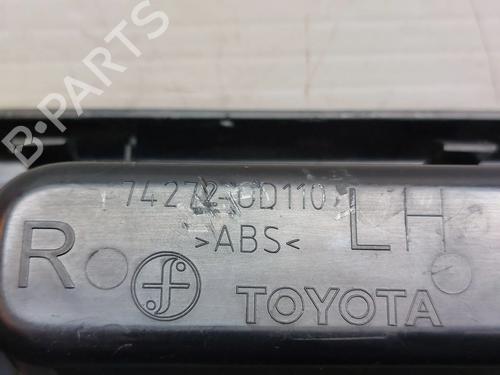 B-PARTS
74272-0D110
>ABS<
R
LH
TOYOTA